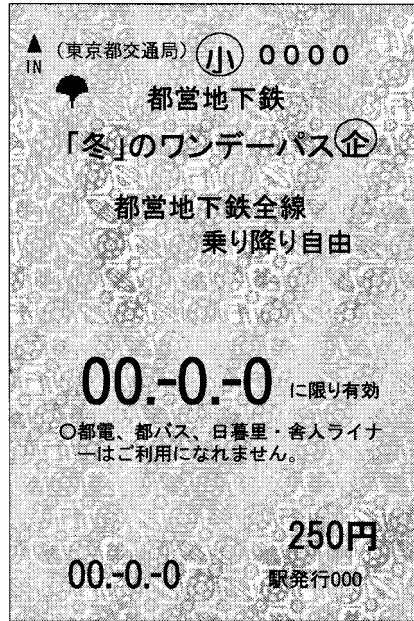 ▲ (東京都交通局) ㊥小 0000
IN
都営地下鉄
「冬」のワンデーパス企
都営地下鉄全線
乗り降り自由
00.-0.-0 に限り有効
○都電、都バス、日暮里・舎人ライナ
ーはご利用になれません。
250円
00.-0.-0 駅発行000